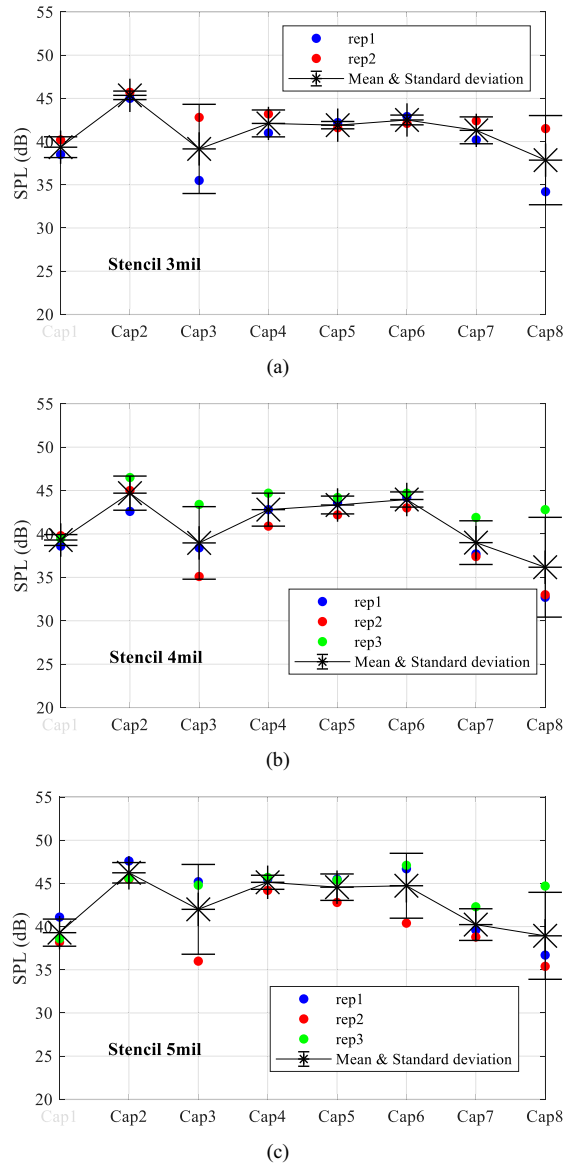 55
50
45
40
35
30
25
20
SPL (dB)
rep1
rep2
Mean & Standard deviation
Stencil 3mil
Cap1 Cap2 Cap3 Cap4 Cap5 Cap6 Cap7 Cap8
(a)
55
50
45
40
35
30
25
20
SPL (dB)
rep1
rep2
rep3
Mean & Standard deviation
Stencil 4mil
Cap1 Cap2 Cap3 Cap4 Cap5 Cap6 Cap7 Cap8
(b)
55
50
45
40
35
30
25
20
SPL (dB)
rep1
rep2
rep3
Mean & Standard deviation
Stencil 5mil
Cap1 Cap2 Cap3 Cap4 Cap5 Cap6 Cap7 Cap8
(c)